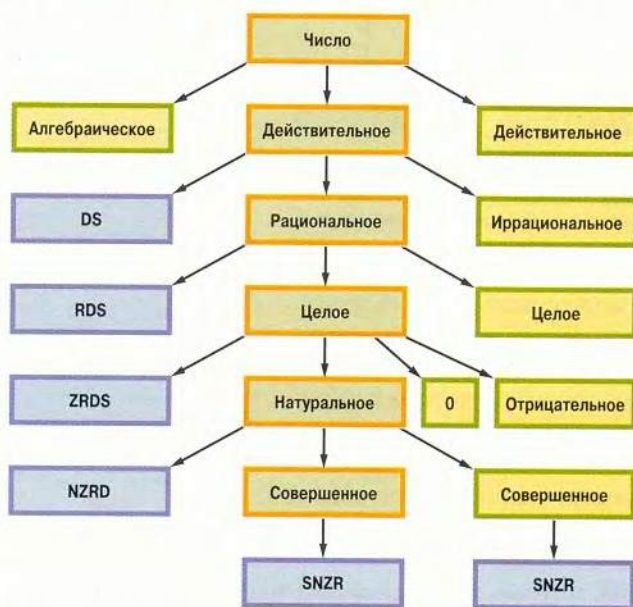 Число
Алгебраическое
Действительное
Действительное
DS
Рациональное
Иррациональное
RDS
Целое
Целое
ZRDS
Натуральное
0
Отрицательное
NZRD
Совершенное
Совершенное
SNZR
SNZR